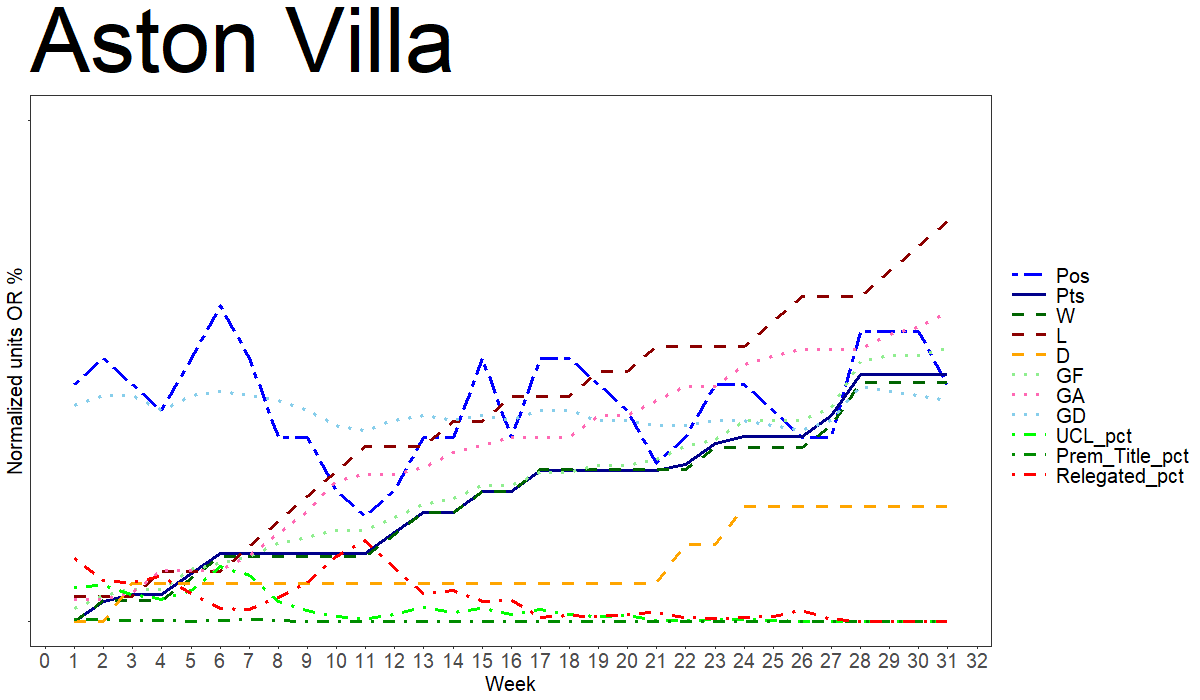 Aston Villa
Normalized units OR %
Pos
Pts
W
L
D
GF
GA
GD
UCL_pct
Prem_Title_pct
Relegated_pct
0 1 2 3 4 5 6 7 8 9 10 11 12 13 14 15 16 17 18 19 20 21 22 23 24 25 26 27 28 29 30 31 32
Week